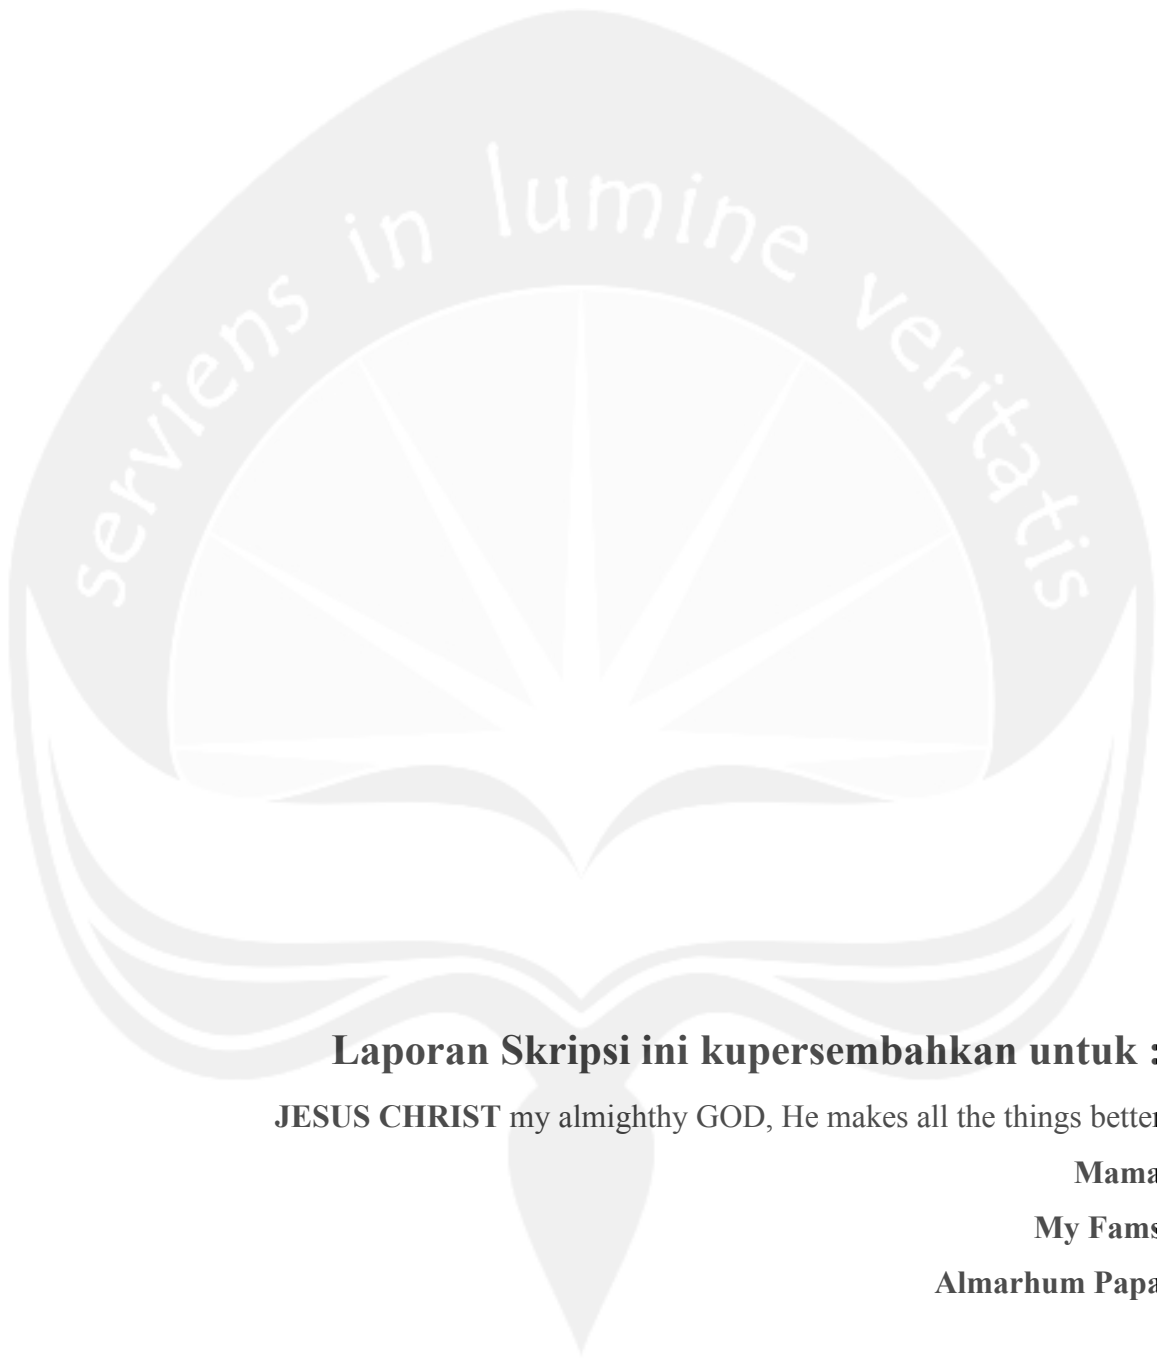 serviens in lumine veritatis
Laporan Skripsi ini kupersembahkan untuk :
JESUS CHRIST my almighthy GOD, He makes all the things better
Mama
My Fams
Almarhum Papa